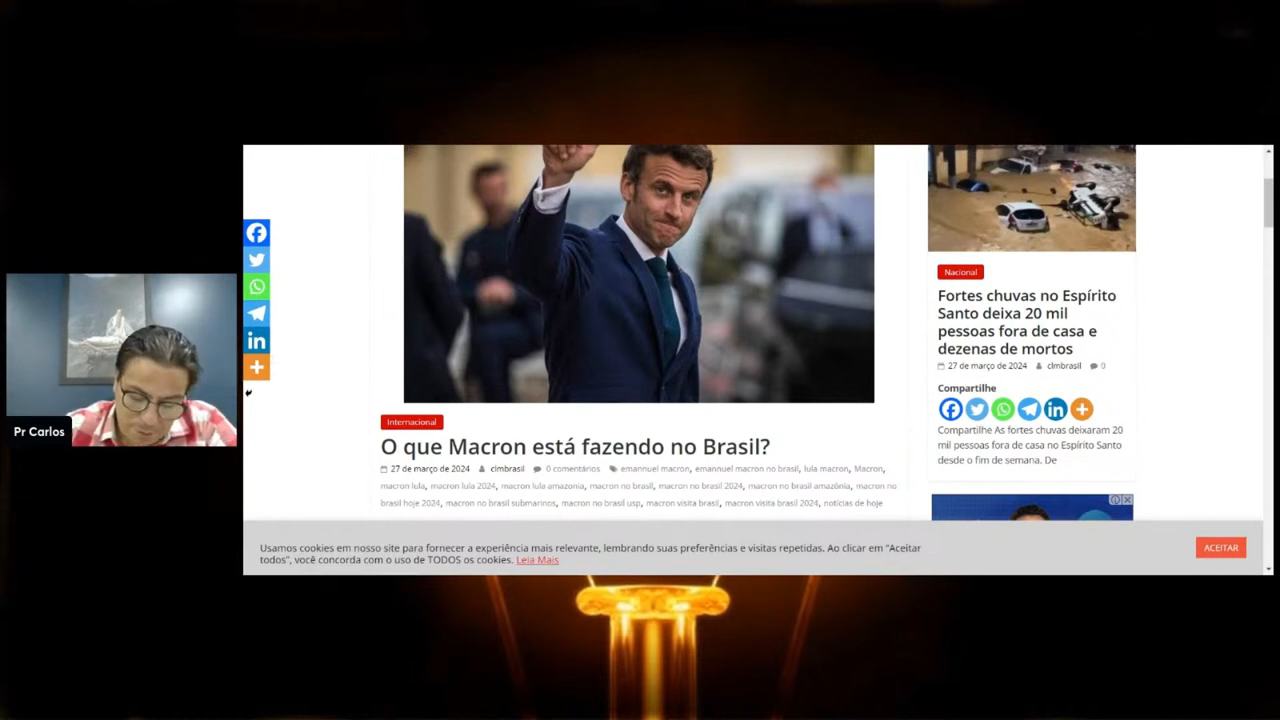 Pr Carlos
Internacional
O que Macron está fazendo no Brasil?
27 de março de 2024 clmbrasil 0 comentários emannuel macron, emannuel macron no brasil, lula macron, Macron,
macron lula, macron lula 2024, macron lula amazonia, macron no brasil, macron no brasil 2024, macron no brasil amazônia, macron no
brasil hoje 2024, macron no brasil submarinos, macron no brasil usp, macron visita brasil, macron visita brasil 2024, notícias de hoje
Nacional
Fortes chuvas no Espírito
Santo deixa 20 mil
pessoas fora de casa e
dezenas de mortos
27 de março de 2024 clmbrasil 0
Compartilhe
Compartilhe As fortes chuvas deixaram 20
mil pessoas fora de casa no Espírito Santo
desde o fim de semana. De
Usamos cookies em nosso site para fornecer a experiência mais relevante, lembrando suas preferências e visitas repetidas. Ao clicar em “Aceitar
todos”, você concorda com o uso de TODOS os cookies. Leia Mais
ACEITAR